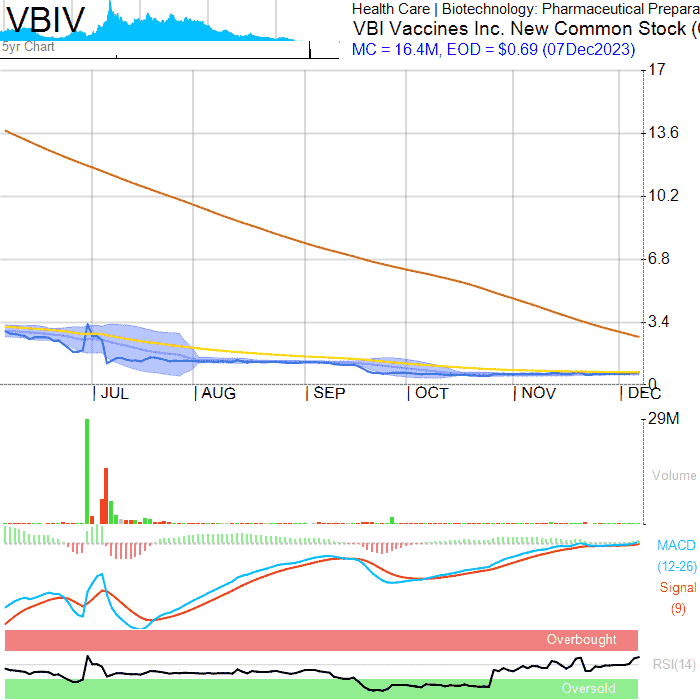 VBIV
5yr Chart
Health Care | Biotechnology: Pharmaceutical Prepara
VBI Vaccines Inc. New Common Stock (
MC = 16.4M, EOD = $0.69 (07Dec2023)
17
13.6
10.2
6.8
3.4
0
JUL AUG SEP OCT NOV DEC
29M
Volume
MACD
(12-26)
Signal
(9)
Overbought
RSI(14)
Oversold